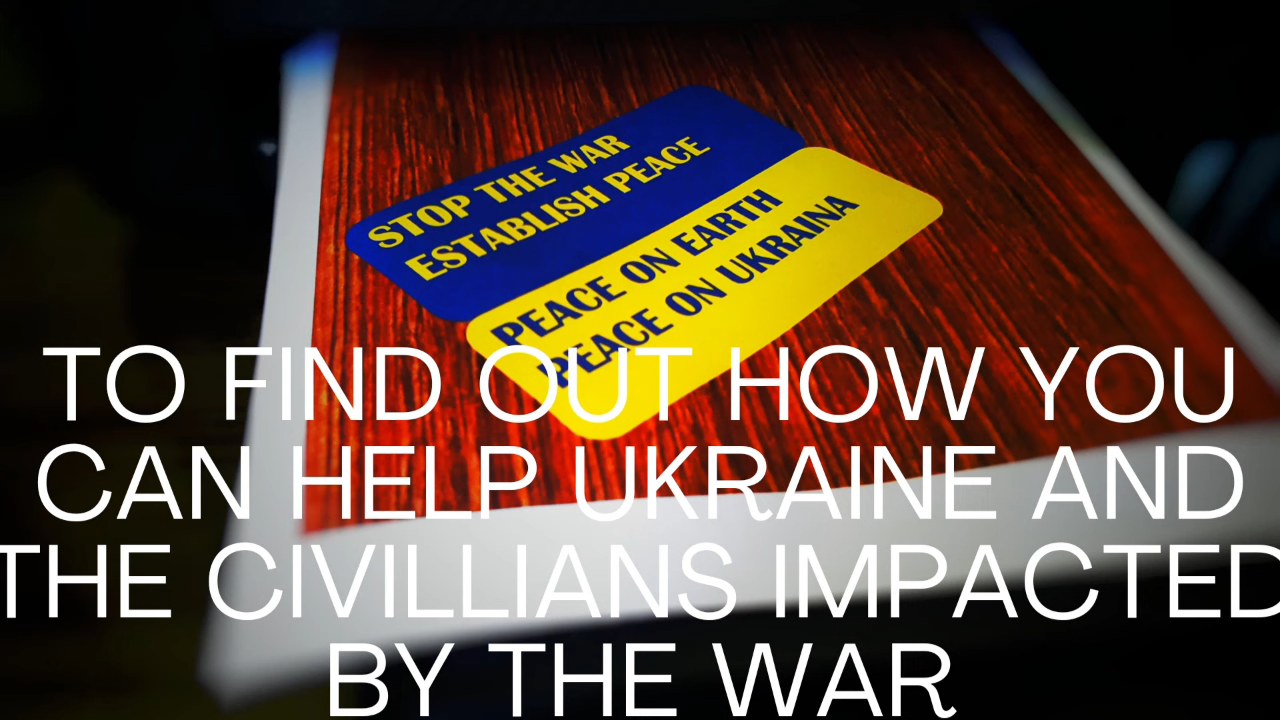 STOP THE WAR
ESTABLISH PEACE
PEACE ON EARTH
PEACE ON UKRAINA
TO FIND OUT HOW YOU
CAN HELP UKRAINE AND
THE CIVILLIANS IMPACTED
BY THE WAR